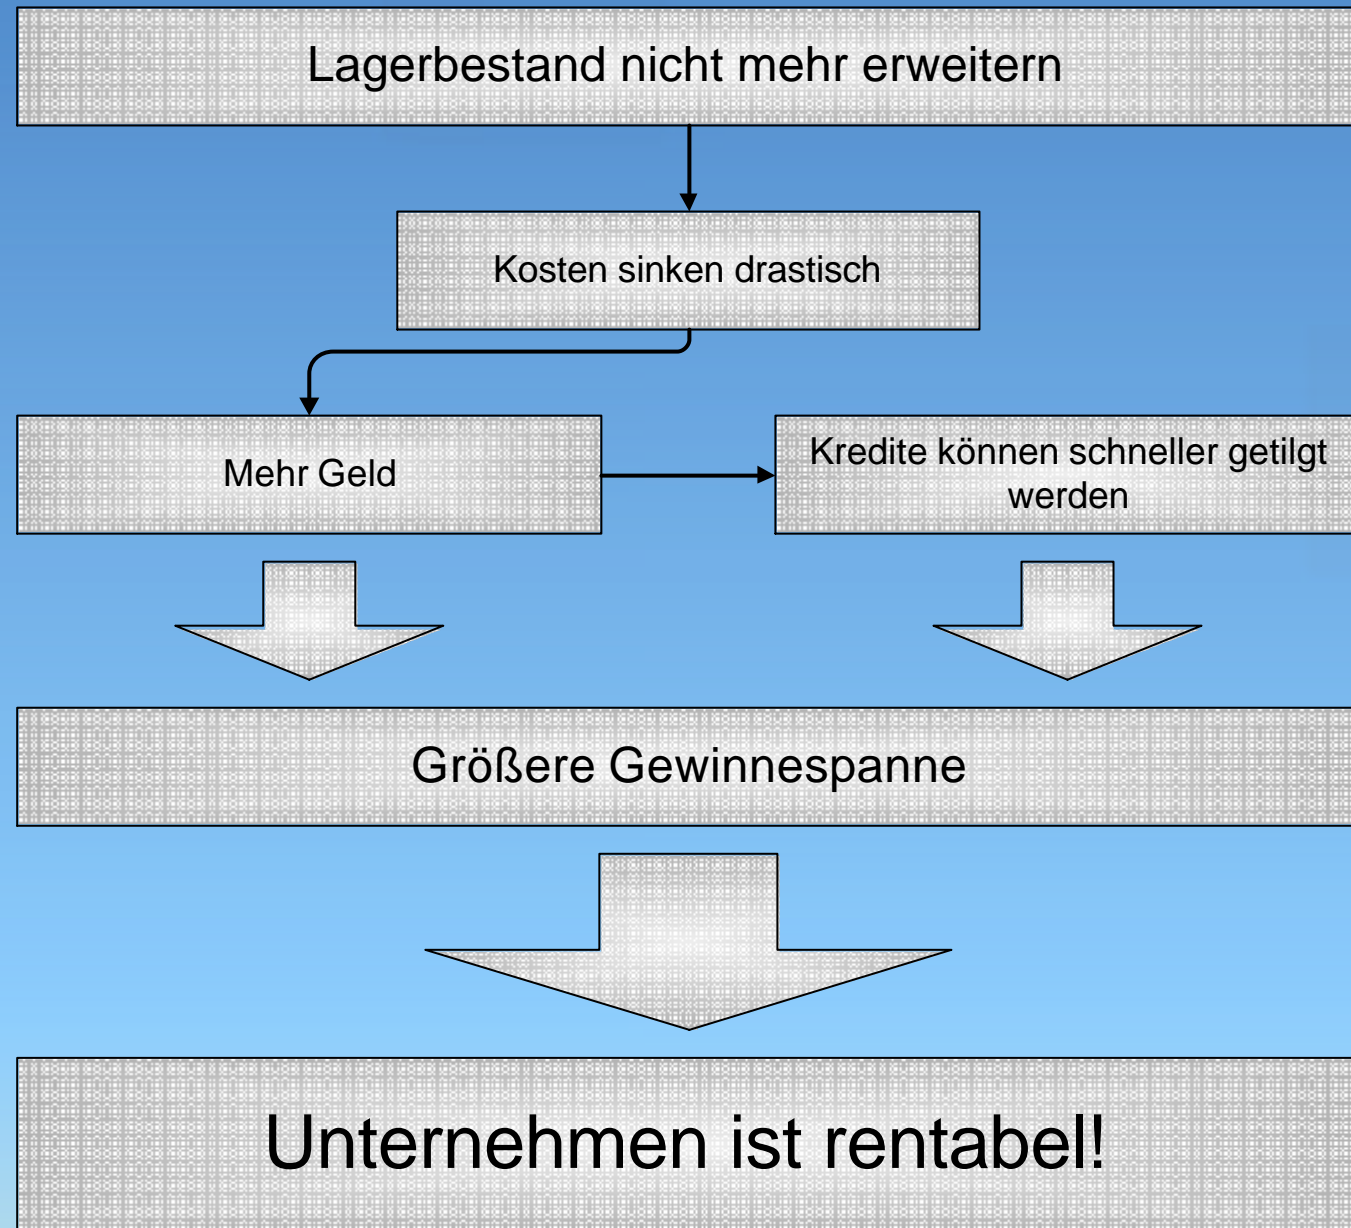 Lagerbestand nicht mehr erweitern
Kosten sinken drastisch
Mehr Geld
Kredite können schneller getilgt
werden
Größere Gewinnespanne
Unternehmen ist rentabel!